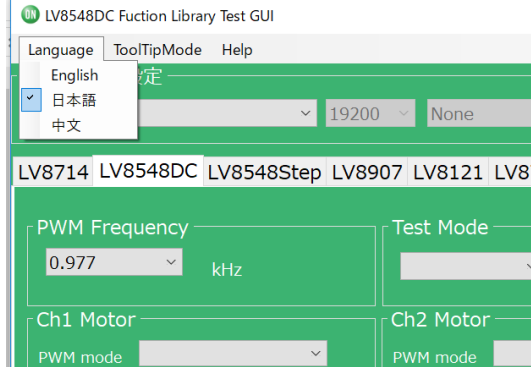 ON LV8548DC Fuction Library Test GUI
Language ToolTipMode Help
English
日本語
中文
定
19200 None
LV8714 LV8548DC LV8548Step LV8907 LV8121 LV8
PWM Frequency Test Mode
0.977 kHz
Ch1 Motor Ch2 Motor
PWM mode PWM mode